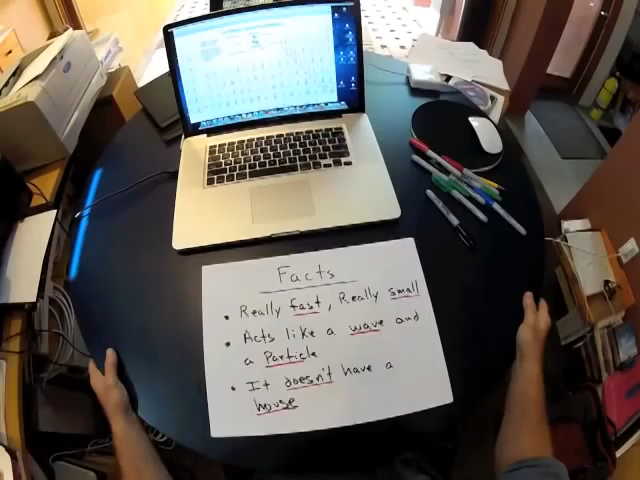 Facts
• Really fast, Really small
• Acts like a wave and
a Particle
• It doesn't have a
house